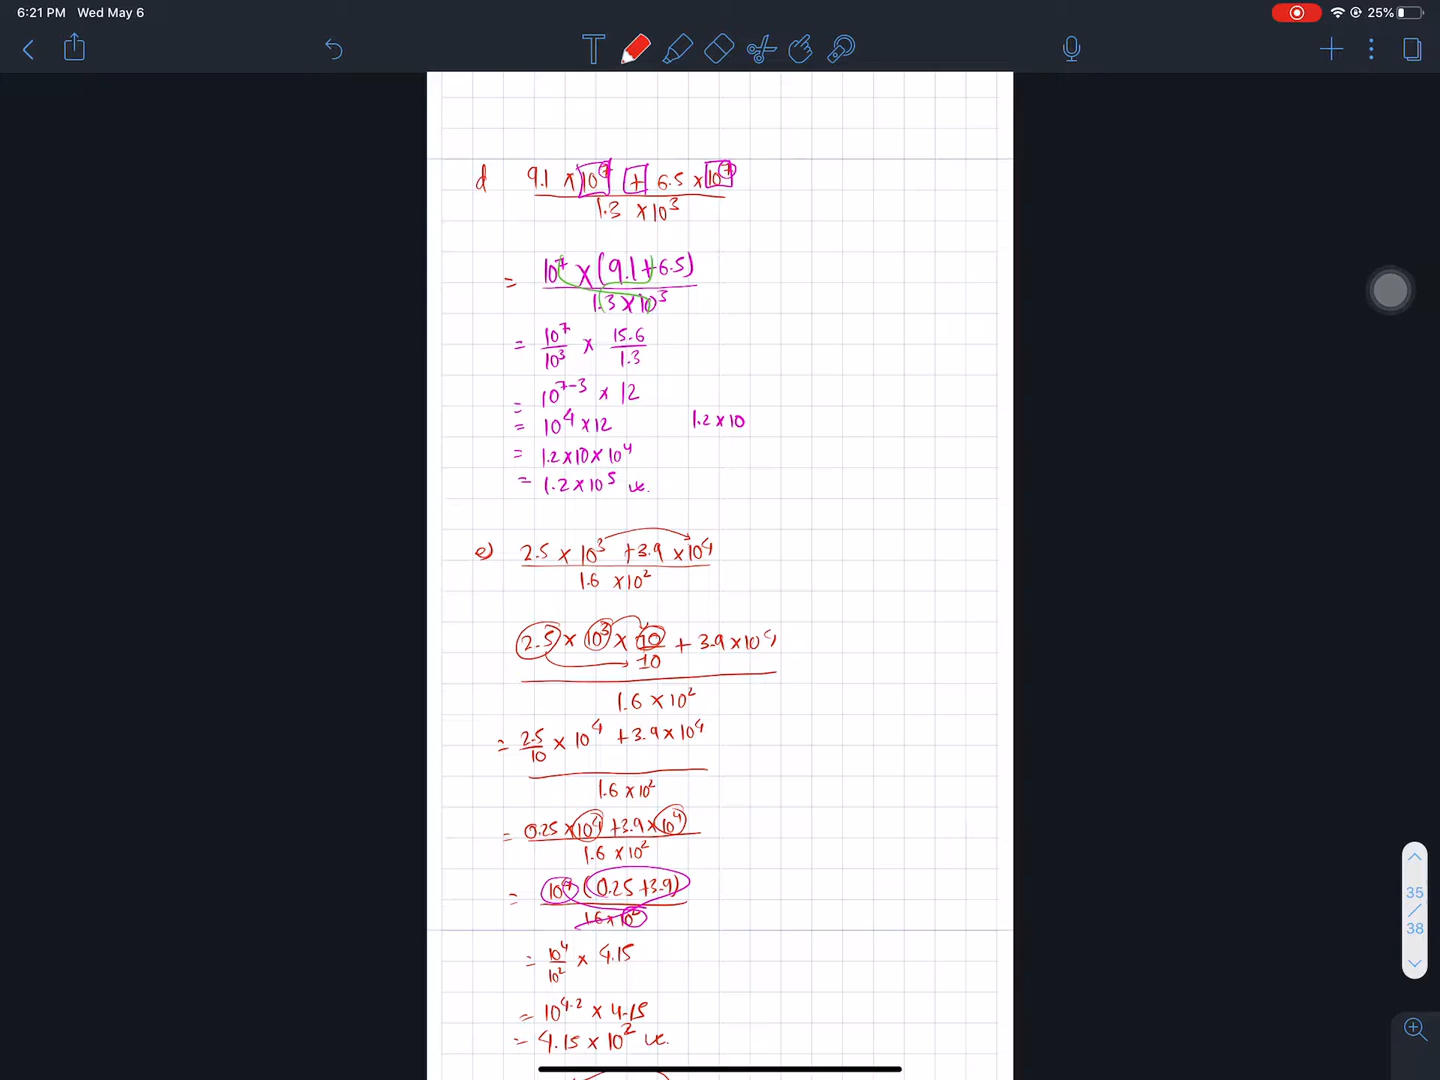 6:21 PM Wed May 6
25%
T
d 9.1 × 10⁷ + 6.5 × 10⁷
1.3 × 10³
= 10⁷ × (9.1 + 6.5)
1.3 × 10³
= 10⁷ × 15.6
10³ 1.3
= 10⁷⁻³ × 12
= 10⁴ × 12 1.2 × 10
= 1.2 × 10 × 10⁴
= 1.2 × 10⁵
e) 2.5 × 10³ + 3.9 × 10⁴
1.6 × 10²
2.5 × 10³ × 10 + 3.9 × 10⁴
10
1.6 × 10²
= 2.5 × 10⁴ + 3.9 × 10⁴
10
1.6 × 10²
= 0.25 × 10⁴ + 3.9 × 10⁴
1.6 × 10²
= 10⁴ (0.25 + 3.9)
1.6 × 10²
= 10⁴ × 4.15
10²
= 10⁴⁻² × 4.15
= 4.15 × 10²
35
/
38